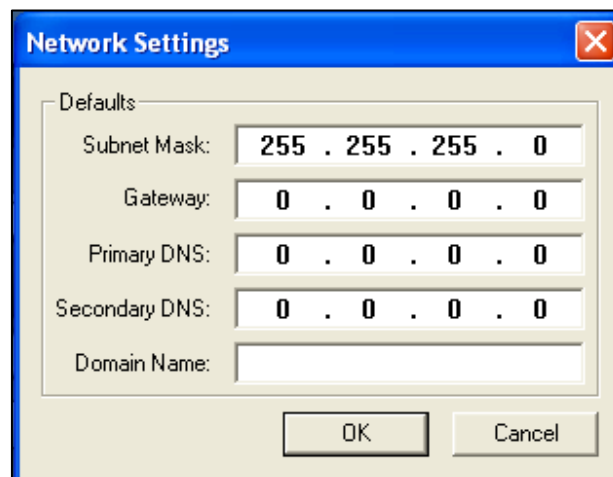 Network Settings
Defaults
Subnet Mask: 255 . 255 . 255 . 0
Gateway: 0 . 0 . 0 . 0
Primary DNS: 0 . 0 . 0 . 0
Secondary DNS: 0 . 0 . 0 . 0
Domain Name:
OK Cancel